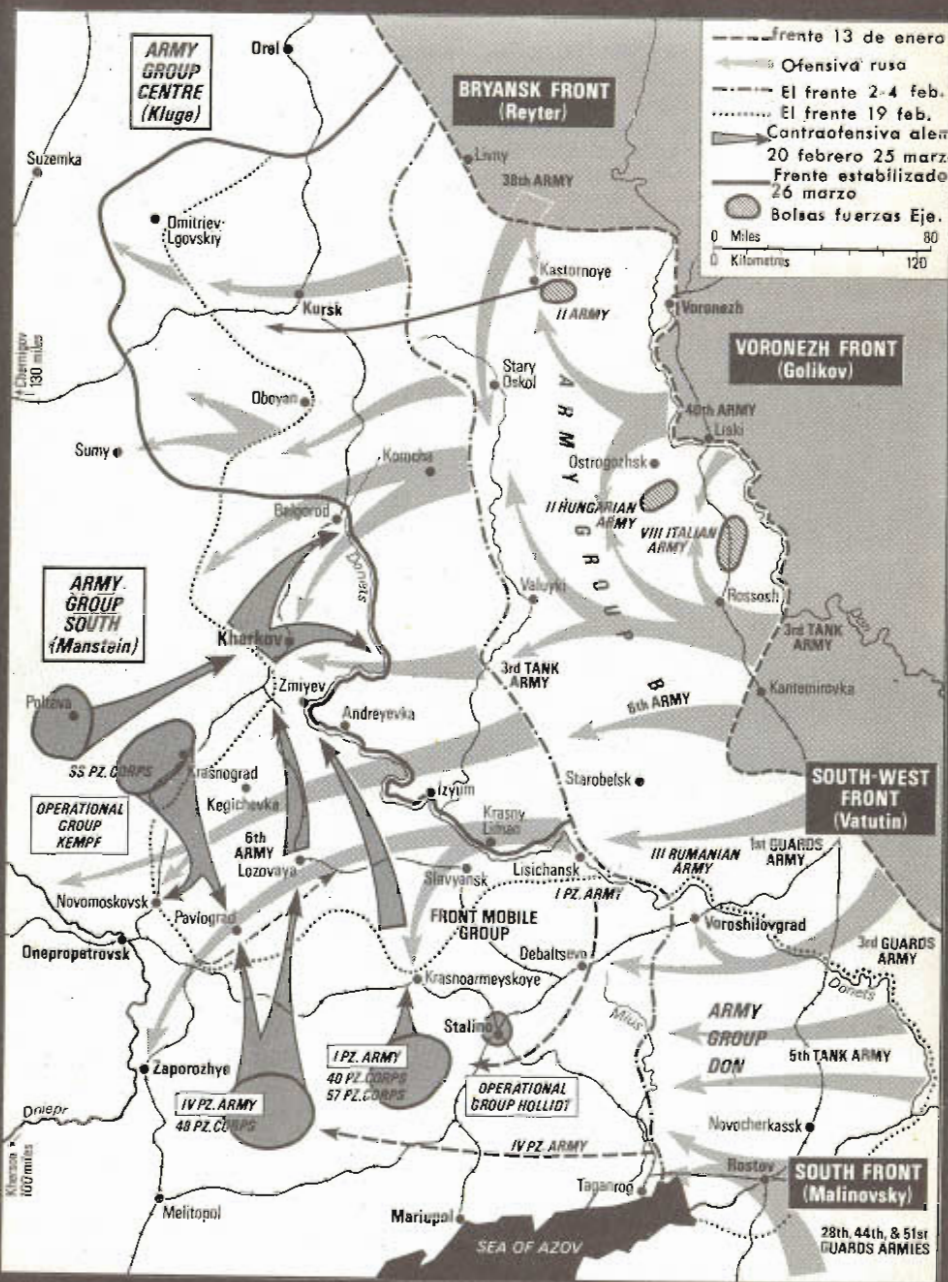 ARMY
GROUP
CENTRE
(Kluge)
Orel
BRYANSK FRONT
(Reyter)
frente 13 de enero
Ofensiva rusa
El frente 2-4 feb.
El frente 19 feb.
Contraofensiva alem
20 febrero 25 marz
Frente estabilizado
26 marzo
Bolsas fuerzas Eje.
0 Miles 80
0 Kilometres 120
Suzemka
Livny
38th ARMY
Dmitriev-
Lgovskiy
Kastornoye
II ARMY
Kursk
Voronezh
VORONEZH FRONT
(Golikov)
Chernigov
130 miles
Stary
Oskol
Oboyan
40th ARMY
Liski
Sumy
Korocha
Ostrogozhsk
II HUNGARIAN
ARMY
VIII ITALIAN
ARMY
ARMY GROUP B
Belgorod
Donets
ARMY
GROUP
SOUTH
(Manstein)
Valuyki
Rossosh
Don
3rd TANK
ARMY
Kharkov
3rd TANK
ARMY
Zmiyev
Kantemirovka
Poltava
Andreyevka
6th ARMY
SS PZ. CORPS
Krasnograd
Kegichevka
Izyum
Starobelsk
SOUTH-WEST
FRONT
(Vatutin)
OPERATIONAL
GROUP
KEMPF
6th
ARMY
Lozovaya
Krasny
Liman
Lisichansk
1st GUARDS
ARMY
III RUMANIAN
ARMY
I PZ. ARMY
Slavyansk
Novomoskovsk
Pavlograd
FRONT MOBILE
GROUP
Voroshilovgrad
Dnepropetrovsk
Debaltsevo
3rd GUARDS
ARMY
Krasnoarmeyskoye
Donets
Stalino
Mius
ARMY
GROUP
DON
5th TANK ARMY
Zaporozhye
I PZ. ARMY
40 PZ. CORPS
57 PZ. CORPS
IV PZ. ARMY
48 PZ. CORPS
OPERATIONAL
GROUP HOLLIDT
Dniepr
Novocherkassk
IV PZ. ARMY
Kherson
100 miles
Rostov
SOUTH FRONT
(Malinovsky)
Taganrog
Melitopol
Mariupol
SEA OF AZOV
28th, 44th, & 51st
GUARDS ARMIES